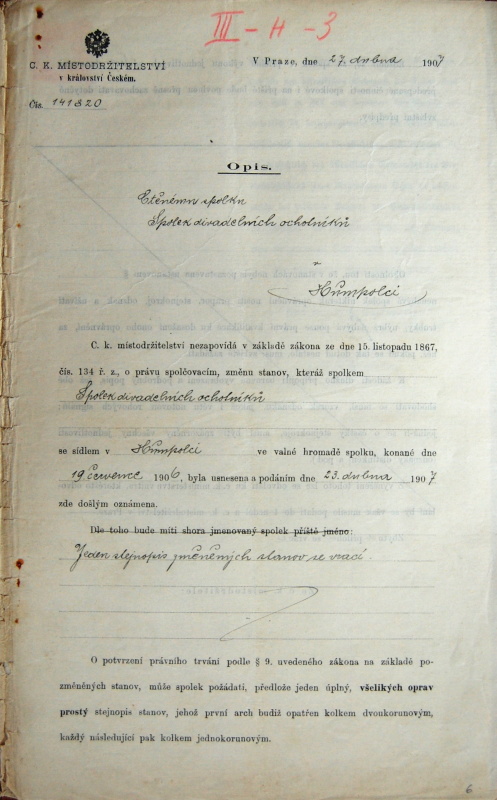 III - H - 3
C. K. MÍSTODRŽITELSTVÍ
v království Českém.
V Praze, dne 27. dubna 1907
Čís. 141820
Opis.
Ctěnému spolku
Spolek divadelních ochotníků
v
Humpolci
C. k. místodržitelství nezapovídá v základě zákona ze dne 15. listopadu 1867,
čís. 134 ř. z., o právu spolčovacím, změnu stanov, kteráž spolkem
Spolek divadelních ochotníků
se sídlem v Humpolci ve valné hromadě spolku, konané dne
19 července 1906, byla usnesena a podáním dne 23. dubna 1907
zde došlým oznámena.
Dle toho bude míti shora jmenovaný spolek příště jméno:
Jeden stejnopis změněných stanov se vrací.
O potvrzení právního trvání podle § 9. uvedeného zákona na základě po-
změněných stanov, může spolek požádati, předlože jeden úplný, všelikých oprav
prostý stejnopis stanov, jehož první arch budiž opatřen kolkem dvoukorunovým,
každý následující pak kolkem jednokorunovým.
6